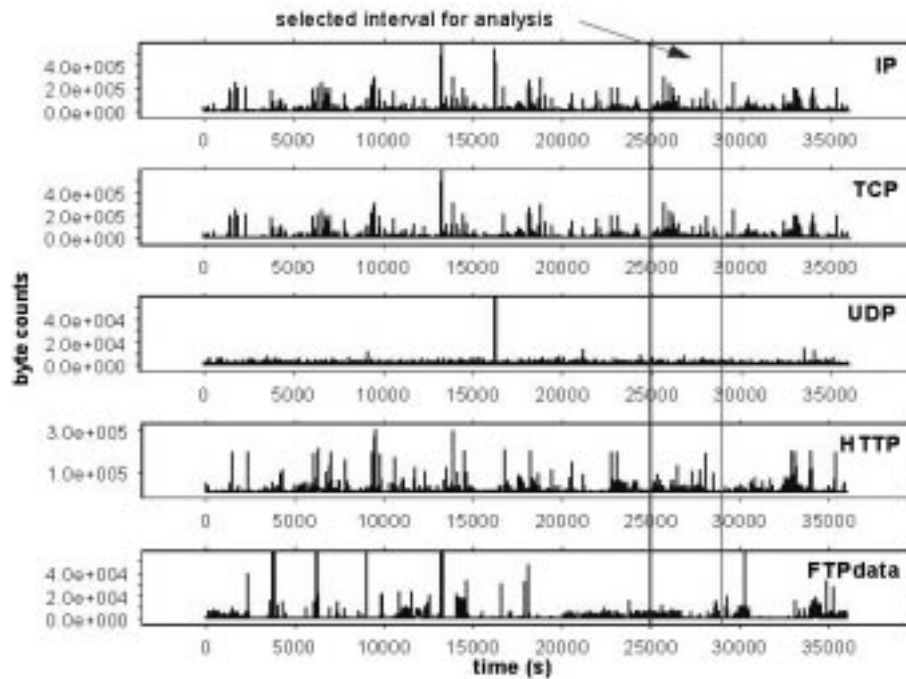 selected interval for analysis
IP
4.0e+005
2.0e+005
0.0e+000
0 5000 10000 15000 20000 25000 30000 35000
TCP
4.0e+005
2.0e+005
0.0e+000
0 5000 10000 15000 20000 25000 30000 35000
byte counts
UDP
4.0e+004
2.0e+004
0.0e+000
0 5000 10000 15000 20000 25000 30000 35000
HTTP
3.0e+005
1.0e+005
0 5000 10000 15000 20000 25000 30000 35000
FTPdata
4.0e+004
2.0e+004
0.0e+000
0 5000 10000 15000 20000 25000 30000 35000
time (s)